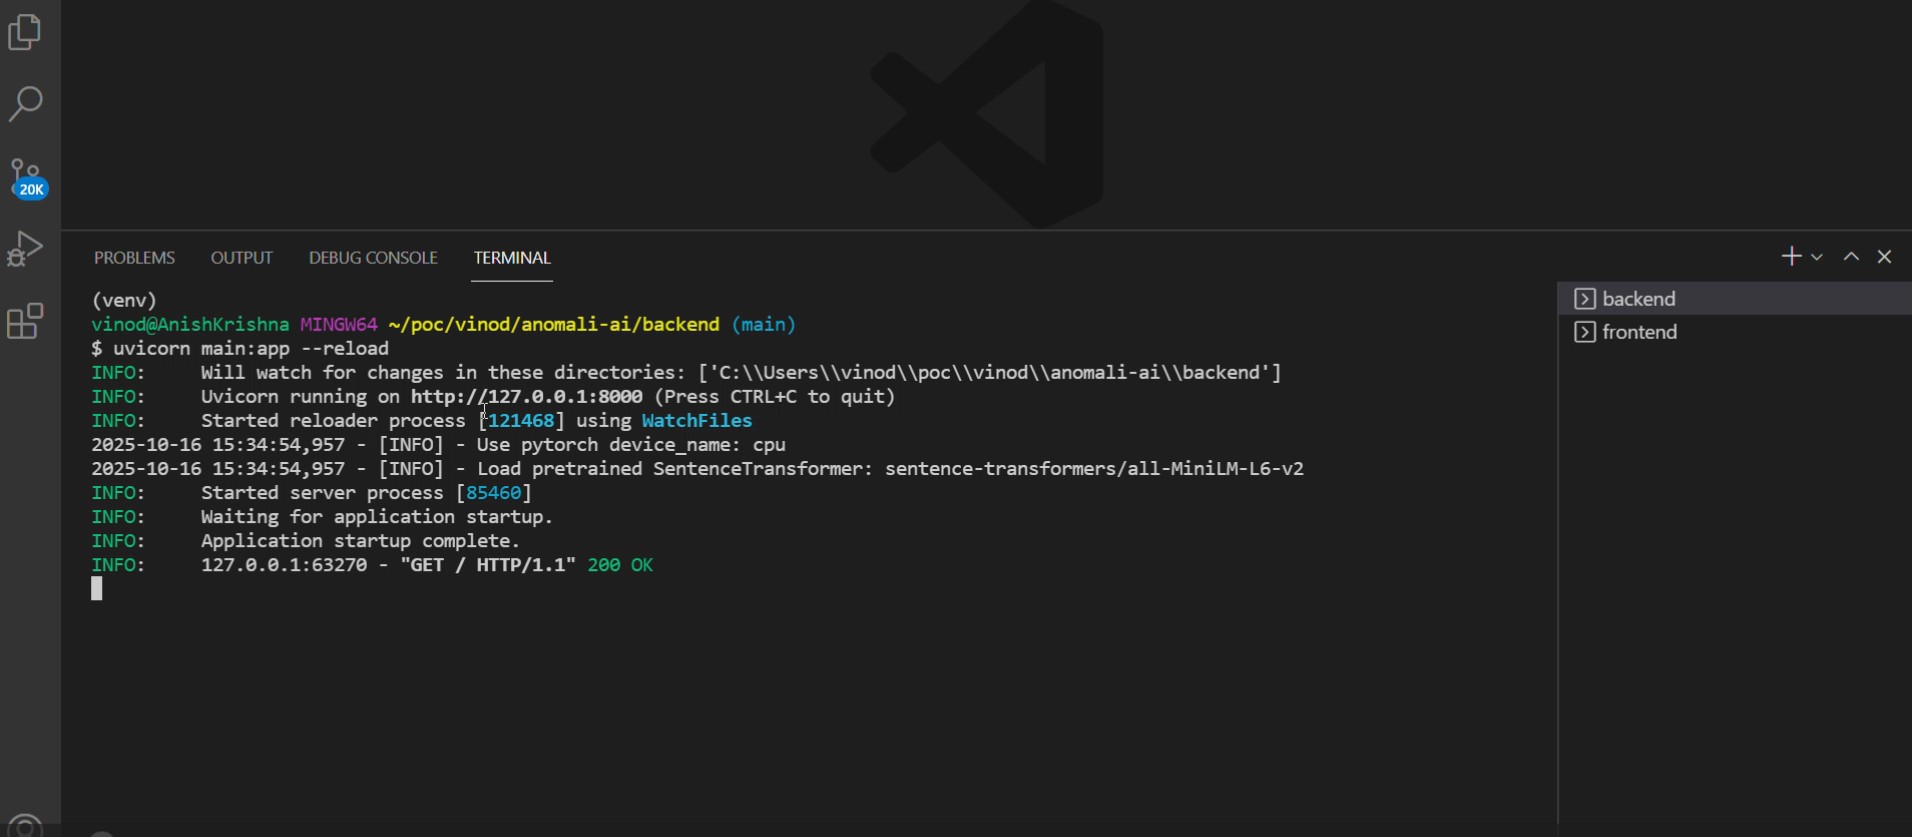 20K
PROBLEMS OUTPUT DEBUG CONSOLE TERMINAL
(venv)
vinod@AnishKrishna MINGW64 ~/poc/vinod/anomali-ai/backend (main)
$ uvicorn main:app --reload
INFO: Will watch for changes in these directories: ['C:\\Users\\vinod\\poc\\vinod\\anomali-ai\\backend']
INFO: Uvicorn running on http://127.0.0.1:8000 (Press CTRL+C to quit)
INFO: Started reloader process [121468] using WatchFiles
2025-10-16 15:34:54,957 - [INFO] - Use pytorch device_name: cpu
2025-10-16 15:34:54,957 - [INFO] - Load pretrained SentenceTransformer: sentence-transformers/all-MiniLM-L6-v2
INFO: Started server process [85460]
INFO: Waiting for application startup.
INFO: Application startup complete.
INFO: 127.0.0.1:63270 - "GET / HTTP/1.1" 200 OK
backend
frontend